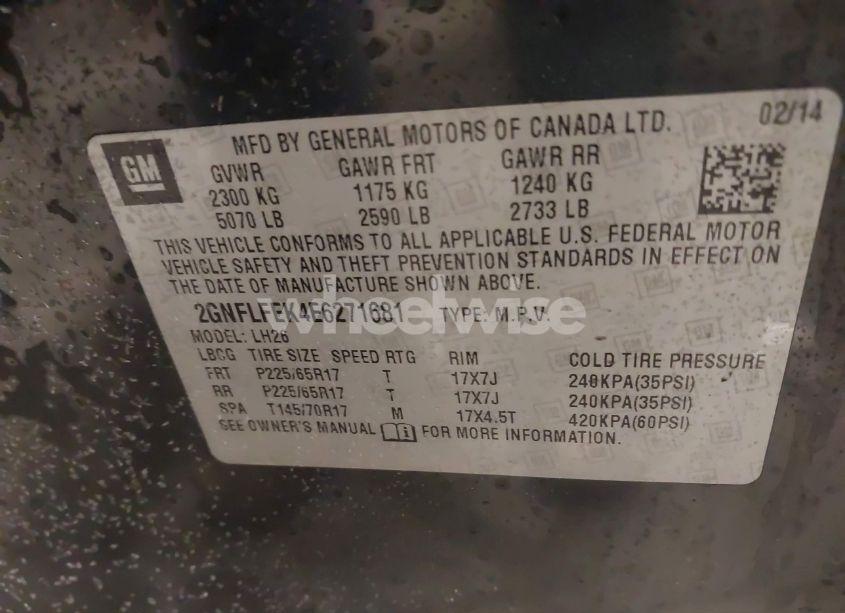 02/14
MFD BY GENERAL MOTORS OF CANADA LTD.
GM
GVWR GAWR FRT GAWR RR
2300 KG 1175 KG 1240 KG
5070 LB 2590 LB 2733 LB
THIS VEHICLE CONFORMS TO ALL APPLICABLE U.S. FEDERAL MOTOR
VEHICLE SAFETY AND THEFT PREVENTION STANDARDS IN EFFECT ON
THE DATE OF MANUFACTURE SHOWN ABOVE.
2GNFLFEK4E6271681 TYPE: M.P.V.
wheelwise
MODEL: LH26
LBCG TIRE SIZE SPEED RTG RIM COLD TIRE PRESSURE
FRT P225/65R17 T 17X7J 240KPA(35PSI)
RR P225/65R17 T 17X7J 240KPA(35PSI)
SPA T145/70R17 M 17X4.5T 420KPA(60PSI)
SEE OWNER'S MANUAL FOR MORE INFORMATION.